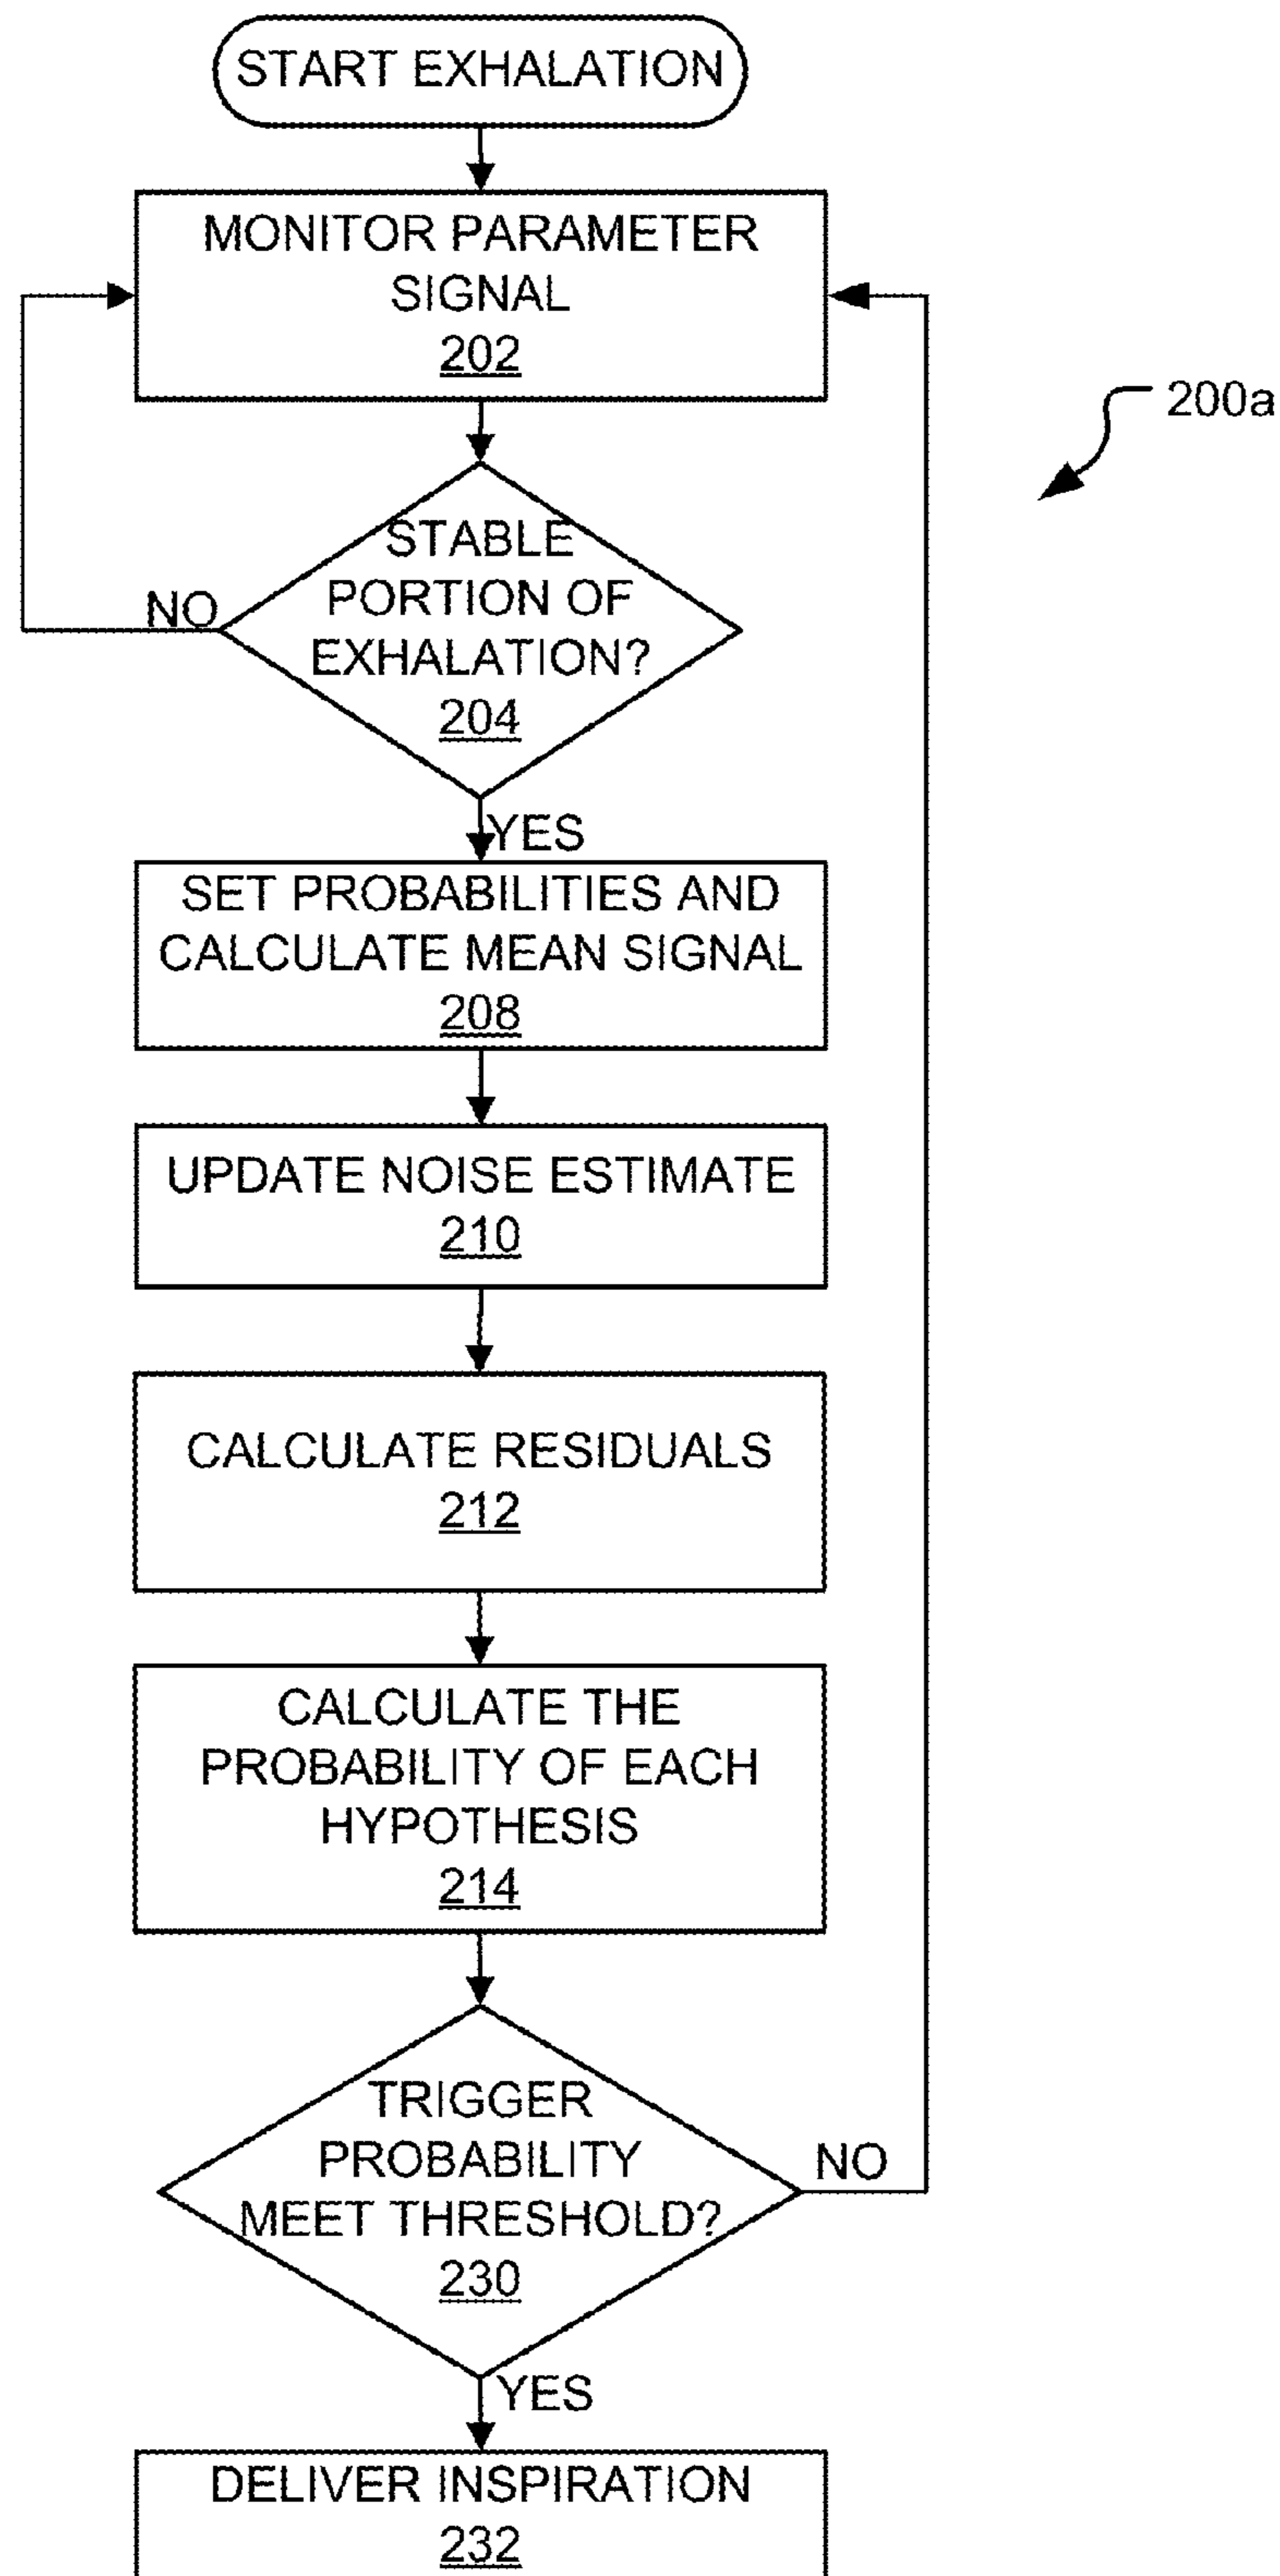 START EXHALATION
MONITOR PARAMETER
SIGNAL
202
200a
STABLE
PORTION OF
EXHALATION?
204
NO
YES
SET PROBABILITIES AND
CALCULATE MEAN SIGNAL
208
UPDATE NOISE ESTIMATE
210
CALCULATE RESIDUALS
212
CALCULATE THE
PROBABILITY OF EACH
HYPOTHESIS
214
TRIGGER
PROBABILITY
MEET THRESHOLD?
230
NO
YES
DELIVER INSPIRATION
232